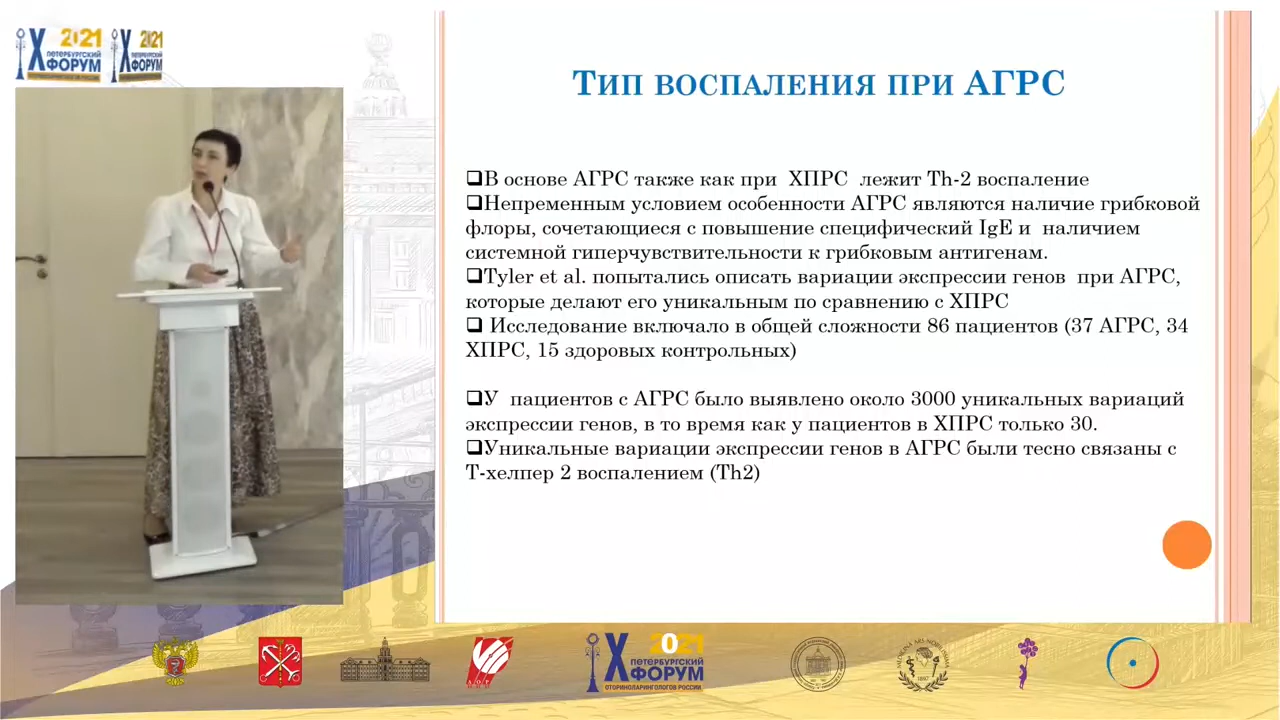 X 2021
ПЕТЕРБУРГСКИЙ
ФОРУМ
ОТОРИНОЛАРИНГОЛОГОВ РОССИИ
X 2021
ПЕТЕРБУРГСКИЙ
ФОРУМ
Тип воспаления при АГРС
❑В основе АГРС также как при ХПРС лежит Th-2 воспаление
❑Непременным условием особенности АГРС являются наличие грибковой
флоры, сочетающиеся с повышение специфический IgE и наличием
системной гиперчувствительности к грибковым антигенам.
❑Tyler et al. попытались описать вариации экспрессии генов при АГРС,
которые делают его уникальным по сравнению с ХПРС
❑ Исследование включало в общей сложности 86 пациентов (37 АГРС, 34
ХПРС, 15 здоровых контрольных)
❑У пациентов с АГРС было выявлено около 3000 уникальных вариаций
экспрессии генов, в то время как у пациентов в ХПРС только 30.
❑Уникальные вариации экспрессии генов в АГРС были тесно связаны с
Т-хелпер 2 воспалением (Th2)
X 2021
ПЕТЕРБУРГСКИЙ
ФОРУМ
ОТОРИНОЛАРИНГОЛОГОВ РОССИИ